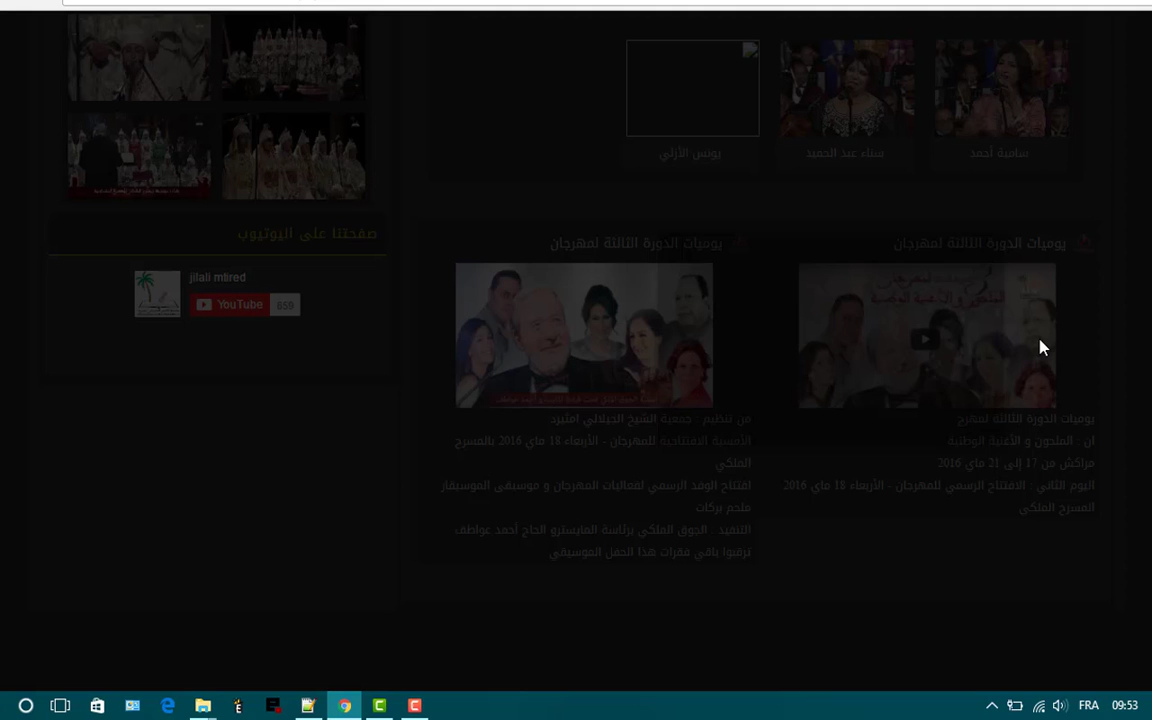 سامية أحمد
سناء عبد الحميد
يونس الأزلي
يوميات الدورة الثالثة لمهرجان
يوميات الدورة الثالثة لمهرج
ان : الملحون و الأغنية الوطنية
مراكش من 17 إلى 21 ماي 2016
اليوم الثاني : الافتتاح الرسمي للمهرجان - الأربعاء 18 ماي 2016
المسرح الملكي
يوميات الدورة الثالثة لمهرجان
من تنظيم : جمعية الشيخ الجيلالي امثيرد
الأمسية الافتتاحية للمهرجان - الأربعاء 18 ماي 2016 بالمسرح
الملكي
افتتاح الوفد الرسمي لفعاليات المهرجان و موسيقى الموسيقار
ملحم بركات
التنفيذ : الجوق الملكي برئاسة المايسترو الحاج أحمد عواطف
ترقبوا باقي فقرات هذا الحفل الموسيقي
صفحتنا على اليوتيوب
jilali mtired
YouTube 659
FRA 09:53